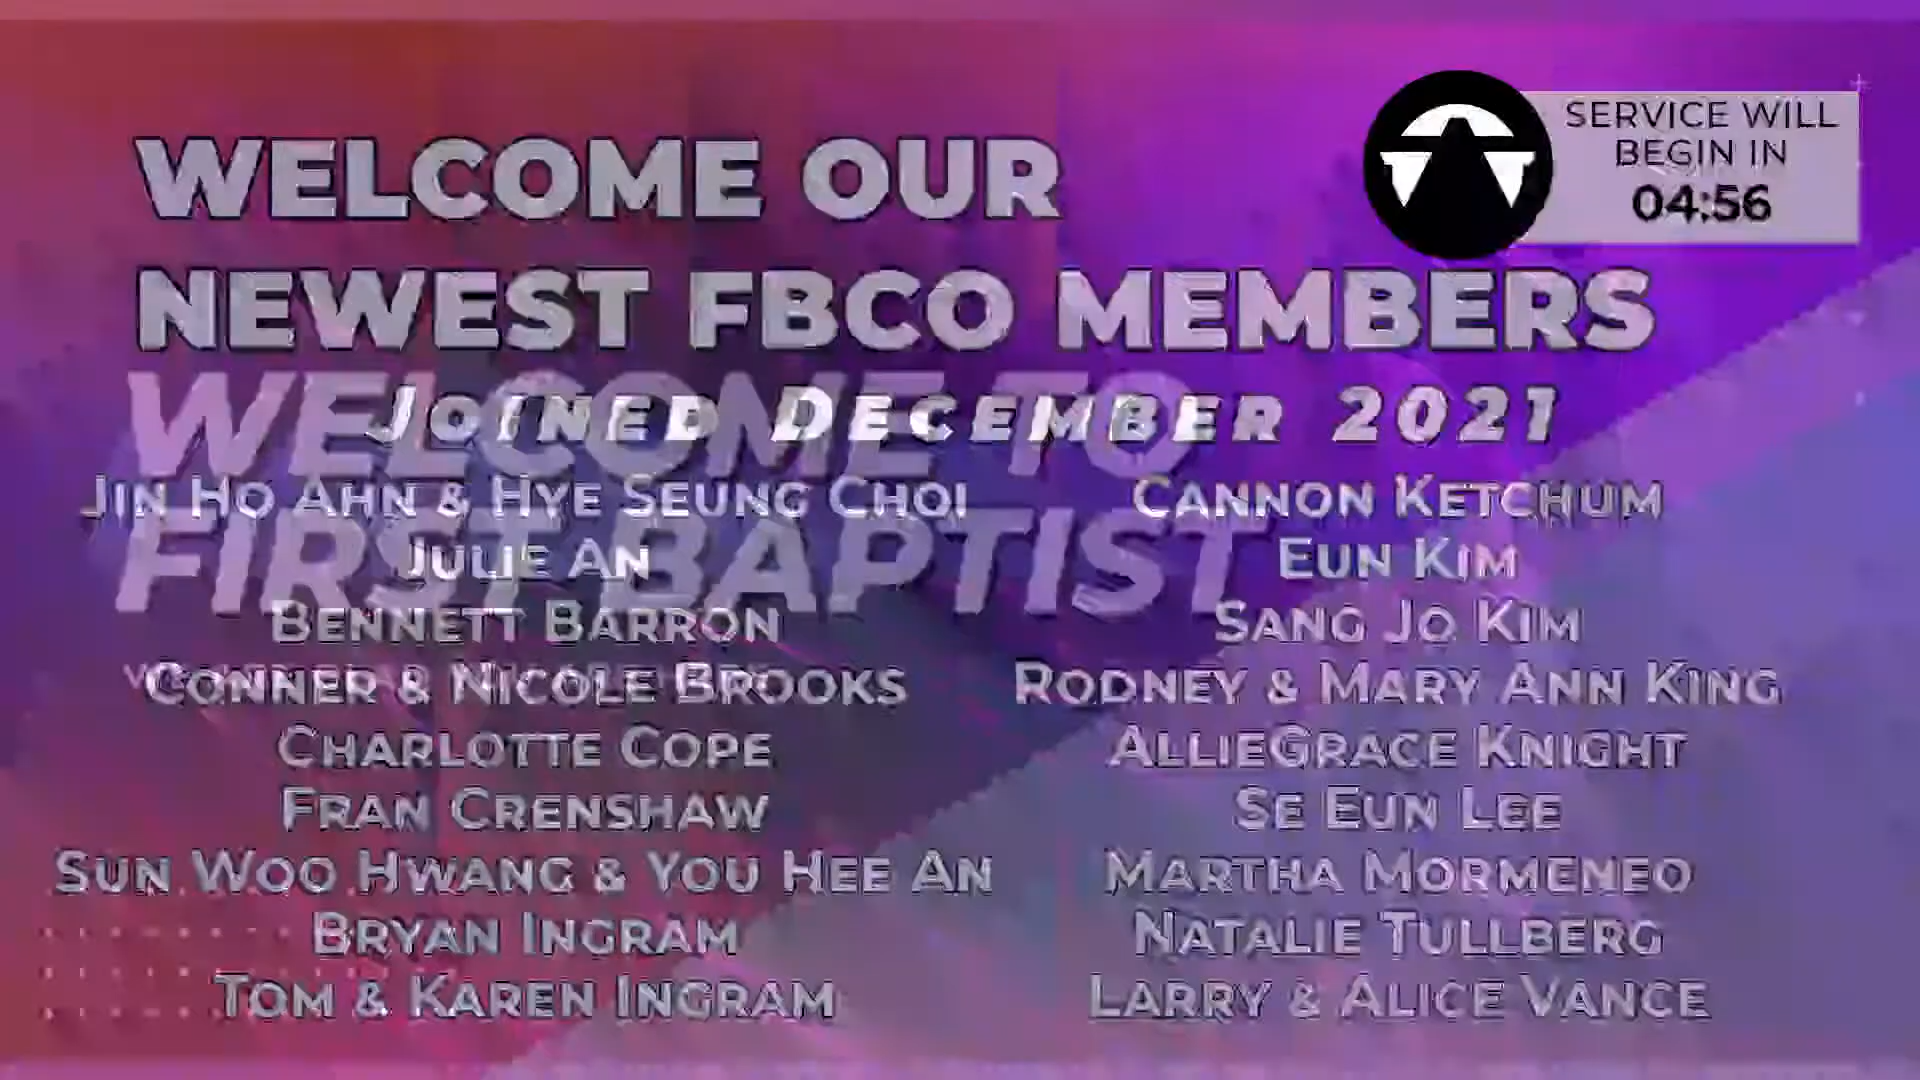 WELCOME OUR
NEWEST FBCO MEMBERS
JOINED DECEMBER 2021
SERVICE WILL
BEGIN IN
04:56
WELCOME TO
FIRST BAPTIST
JIN HO AHN & HYE SEUNG CHOI
JULIE AN
BENNETT BARRON
CONNER & NICOLE BROOKS
CHARLOTTE COPE
FRAN CRENSHAW
SUN WOO HWANG & YOU HEE AN
BRYAN INGRAM
TOM & KAREN INGRAM
CANNON KETCHUM
EUN KIM
SANG JO KIM
RODNEY & MARY ANN KING
ALLIEGRACE KNIGHT
SE EUN LEE
MARTHA MORMENEO
NATALIE TULLBERG
LARRY & ALICE VANCE